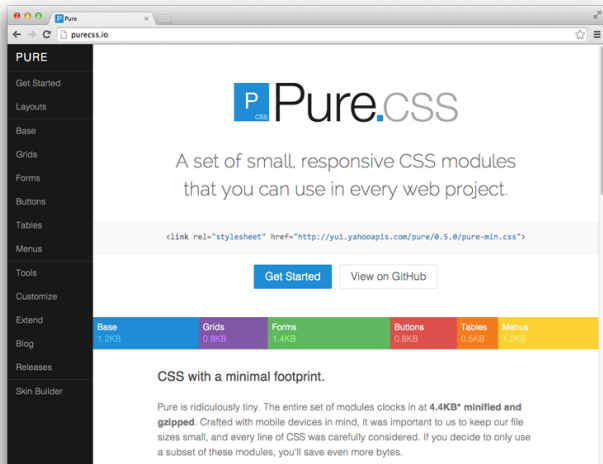 Pure
purecss.io
PURE
Get Started
Layouts
Base
Grids
Forms
Buttons
Tables
Menus
Tools
Customize
Extend
Blog
Releases
Skin Builder
P
css
Pure.css
A set of small, responsive CSS modules
that you can use in every web project.
<link rel="stylesheet" href="http://yui.yahooapis.com/pure/0.5.0/pure-min.css">
Get Started
View on GitHub
Base
1.2KB
Grids
0.8KB
Forms
1.4KB
Buttons
0.8KB
Tables
0.5KB
Menus
1.2KB
CSS with a minimal footprint.
Pure is ridiculously tiny. The entire set of modules clocks in at 4.4KB* minified and
gzipped. Crafted with mobile devices in mind, it was important to us to keep our file
sizes small, and every line of CSS was carefully considered. If you decide to only use
a subset of these modules, you'll save even more bytes.